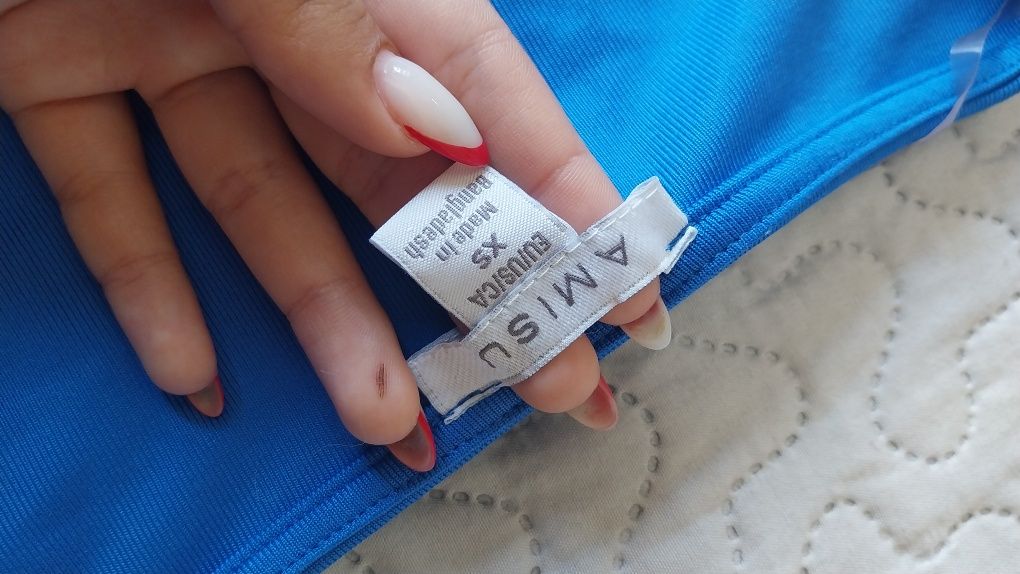 AMISU
EU/US/CA
XS
Made in
Bangladesh